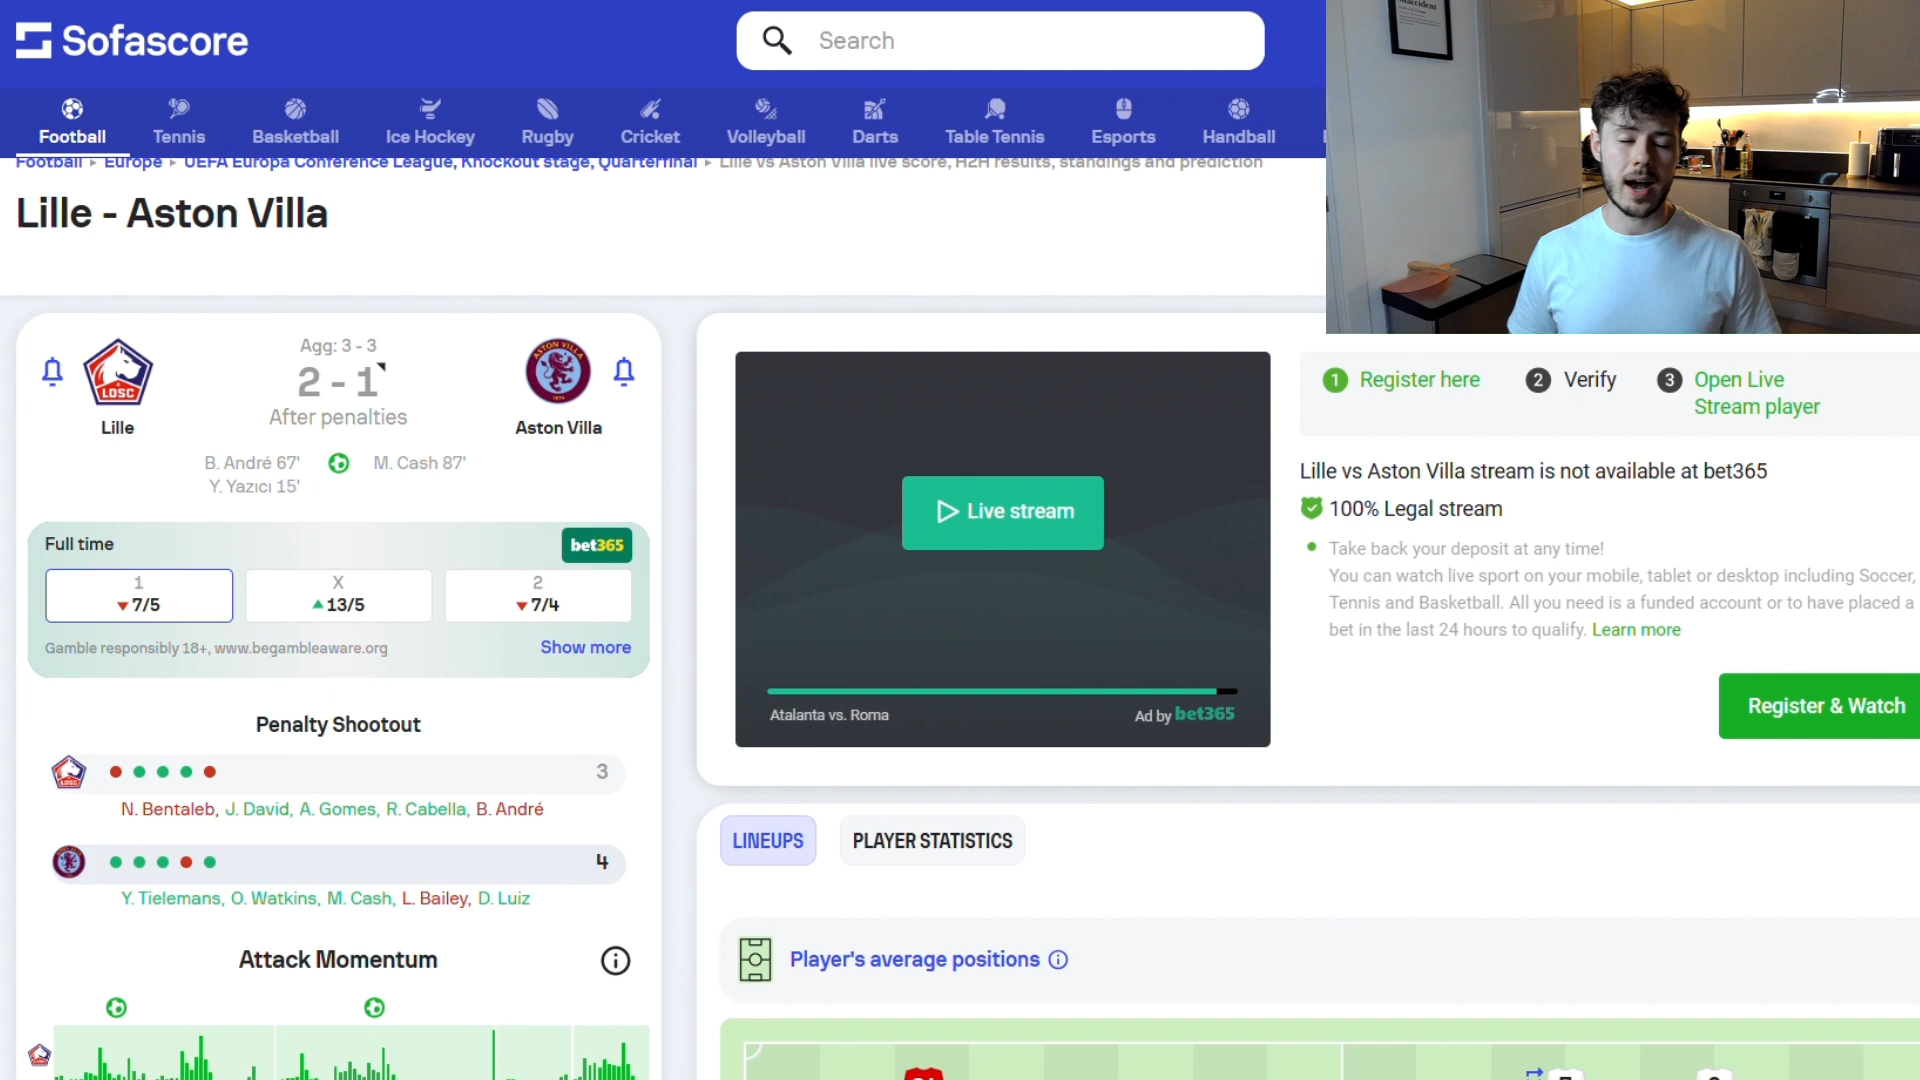 Sofascore
Search
Football
Tennis
Basketball
Ice Hockey
Rugby
Cricket
Volleyball
Darts
Table Tennis
Esports
Handball
Football ▸ Europe ▸ UEFA Europa Conference League, Knockout stage, Quarterfinal ▸ Lille vs Aston Villa live score, H2H results, standings and prediction
Lille - Aston Villa
Agg: 3 - 3
2 - 1
After penalties
LOSC
ASTON VILLA
Lille
Aston Villa
B. André 67'
M. Cash 87'
Y. Yazıcı 15'
Full time
bet365
1
7/5
X
13/5
2
7/4
Gamble responsibly 18+, www.begambleaware.org
Show more
Penalty Shootout
3
N. Bentaleb, J. David, A. Gomes, R. Cabella, B. André
4
Y. Tielemans, O. Watkins, M. Cash, L. Bailey, D. Luiz
Attack Momentum
Live stream
Atalanta vs. Roma
Ad by bet365
1 Register here
2 Verify
3 Open Live
Stream player
Lille vs Aston Villa stream is not available at bet365
100% Legal stream
Take back your deposit at any time!
You can watch live sport on your mobile, tablet or desktop including Soccer,
Tennis and Basketball. All you need is a funded account or to have placed a
bet in the last 24 hours to qualify. Learn more
Register & Watch
LINEUPS
PLAYER STATISTICS
Player's average positions